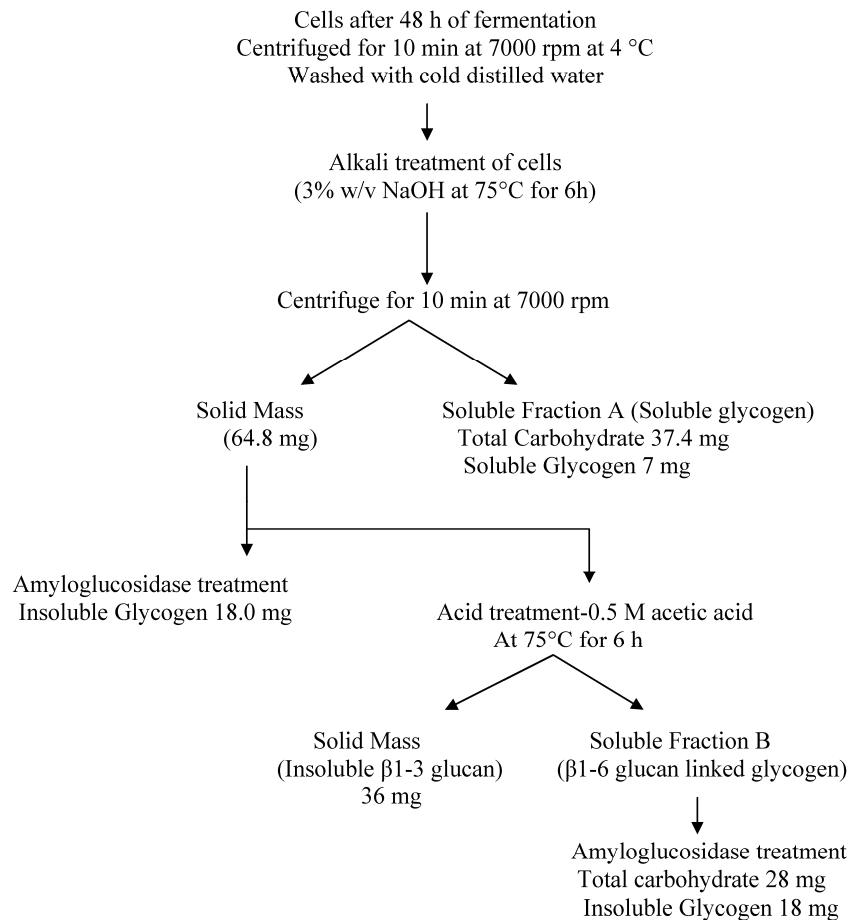 Cells after 48 h of fermentation
Centrifuged for 10 min at 7000 rpm at 4 °C
Washed with cold distilled water
Alkali treatment of cells
(3% w/v NaOH at 75°C for 6h)
Centrifuge for 10 min at 7000 rpm
Solid Mass
(64.8 mg)
Soluble Fraction A (Soluble glycogen)
Total Carbohydrate 37.4 mg
Soluble Glycogen 7 mg
Amyloglucosidase treatment
Insoluble Glycogen 18.0 mg
Acid treatment-0.5 M acetic acid
At 75°C for 6 h
Solid Mass
(Insoluble β1-3 glucan)
36 mg
Soluble Fraction B
(β1-6 glucan linked glycogen)
Amyloglucosidase treatment
Total carbohydrate 28 mg
Insoluble Glycogen 18 mg